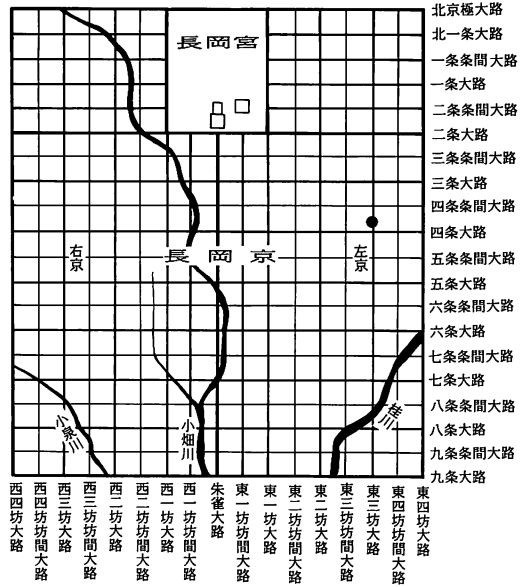 長岡宮
北京極大路
北一条大路
一条条間大路
一条大路
二条条間大路
二条大路
三条条間大路
三条大路
四条条間大路
四条大路
五条条間大路
五条大路
六条条間大路
六条大路
七条条間大路
七条大路
八条条間大路
八条大路
九条条間大路
九条大路
右京
長岡京
左京
小泉川
小畑川
桂川
西四坊大路
西四坊坊間大路
西三坊大路
西三坊坊間大路
西二坊大路
西二坊坊間大路
西一坊大路
西一坊坊間大路
朱雀大路
東一坊坊間大路
東一坊大路
東二坊坊間大路
東二坊大路
東三坊坊間大路
東三坊大路
東四坊坊間大路
東四坊大路